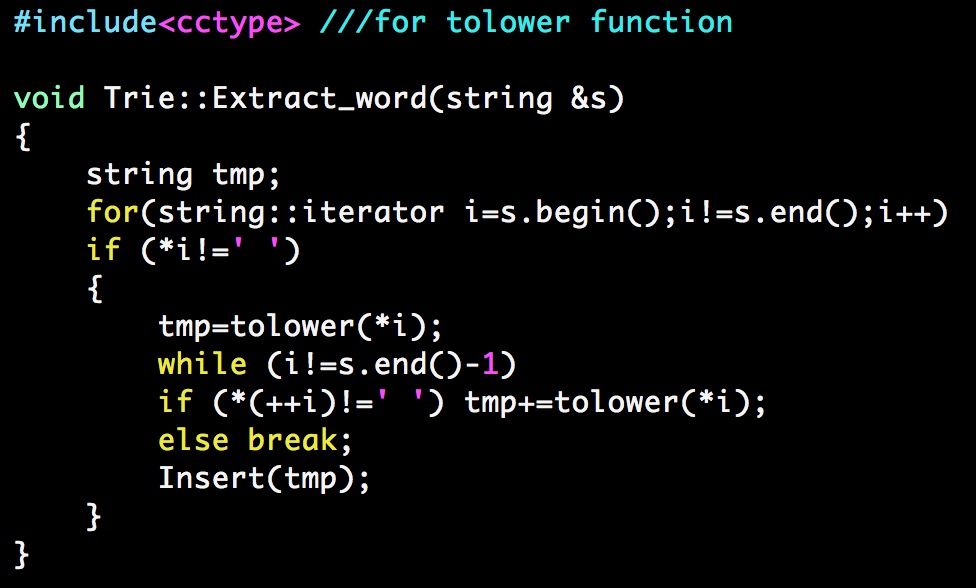 #include<cctype> ///for tolower function
void Trie::Extract_word(string &s)
{
    string tmp;
    for(string::iterator i=s.begin();i!=s.end();i++)
    if (*i!=' ')
    {
        tmp=tolower(*i);
        while (i!=s.end()-1)
        if (*(++i)!=' ') tmp+=tolower(*i);
        else break;
        Insert(tmp);
    }
}